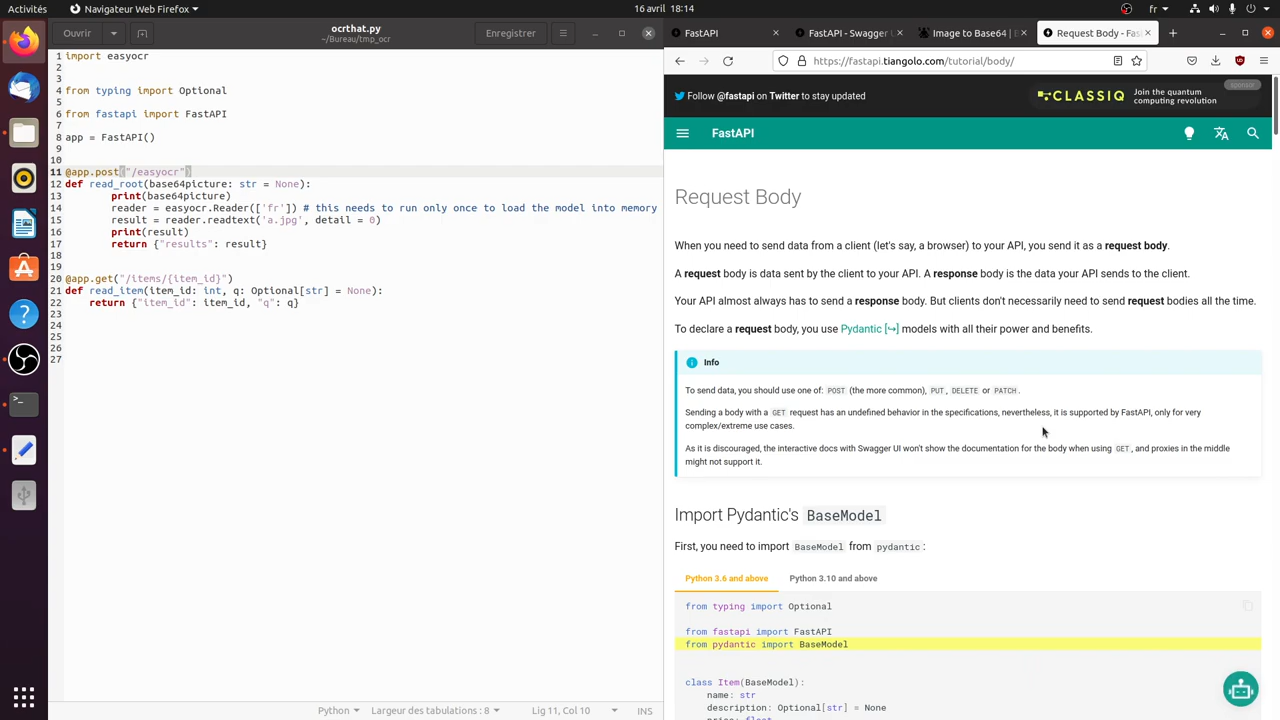 Activités
Navigateur Web Firefox
16 avril 18:14
Ouvrir
ocrthat.py
~/Bureau/tmp_ocr
Enregistrer
1 import easyocr
2
3
4 from typing import Optional
5
6 from fastapi import FastAPI
7
8 app = FastAPI()
9
10
11 @app.post("/easyocr")
12 def read_root(base64picture: str = None):
13 print(base64picture)
14 reader = easyocr.Reader(['fr']) # this needs to run only once to load the model into memory
15 result = reader.readtext('a.jpg', detail = 0)
16 print(result)
17 return {"results": result}
18
19
20 @app.get("/items/{item_id}")
21 def read_item(item_id: int, q: Optional[str] = None):
22 return {"item_id": item_id, "q": q}
23
24
25
26
27
Python
Largeur des tabulations : 8
Lig 11, Col 10
INS
FastAPI
FastAPI - Swagger
Image to Base64 |
Request Body - Fas
https://fastapi.tiangolo.com/tutorial/body/
Follow @fastapi on Twitter to stay updated
CLASSIQ
Join the quantum
computing revolution
sponsor
FastAPI
Request Body
When you need to send data from a client (let's say, a browser) to your API, you send it as a request body.
A request body is data sent by the client to your API. A response body is the data your API sends to the client.
Your API almost always has to send a response body. But clients don't necessarily need to send request bodies all the time.
To declare a request body, you use Pydantic [↪] models with all their power and benefits.
Info
To send data, you should use one of: POST (the more common), PUT, DELETE or PATCH.
Sending a body with a GET request has an undefined behavior in the specifications, nevertheless, it is supported by FastAPI, only for very
complex/extreme use cases.
As it is discouraged, the interactive docs with Swagger UI won't show the documentation for the body when using GET, and proxies in the middle
might not support it.
Import Pydantic's BaseModel
First, you need to import BaseModel from pydantic:
Python 3.6 and above
Python 3.10 and above
from typing import Optional
from fastapi import FastAPI
from pydantic import BaseModel
class Item(BaseModel):
name: str
description: Optional[str] = None
price: float